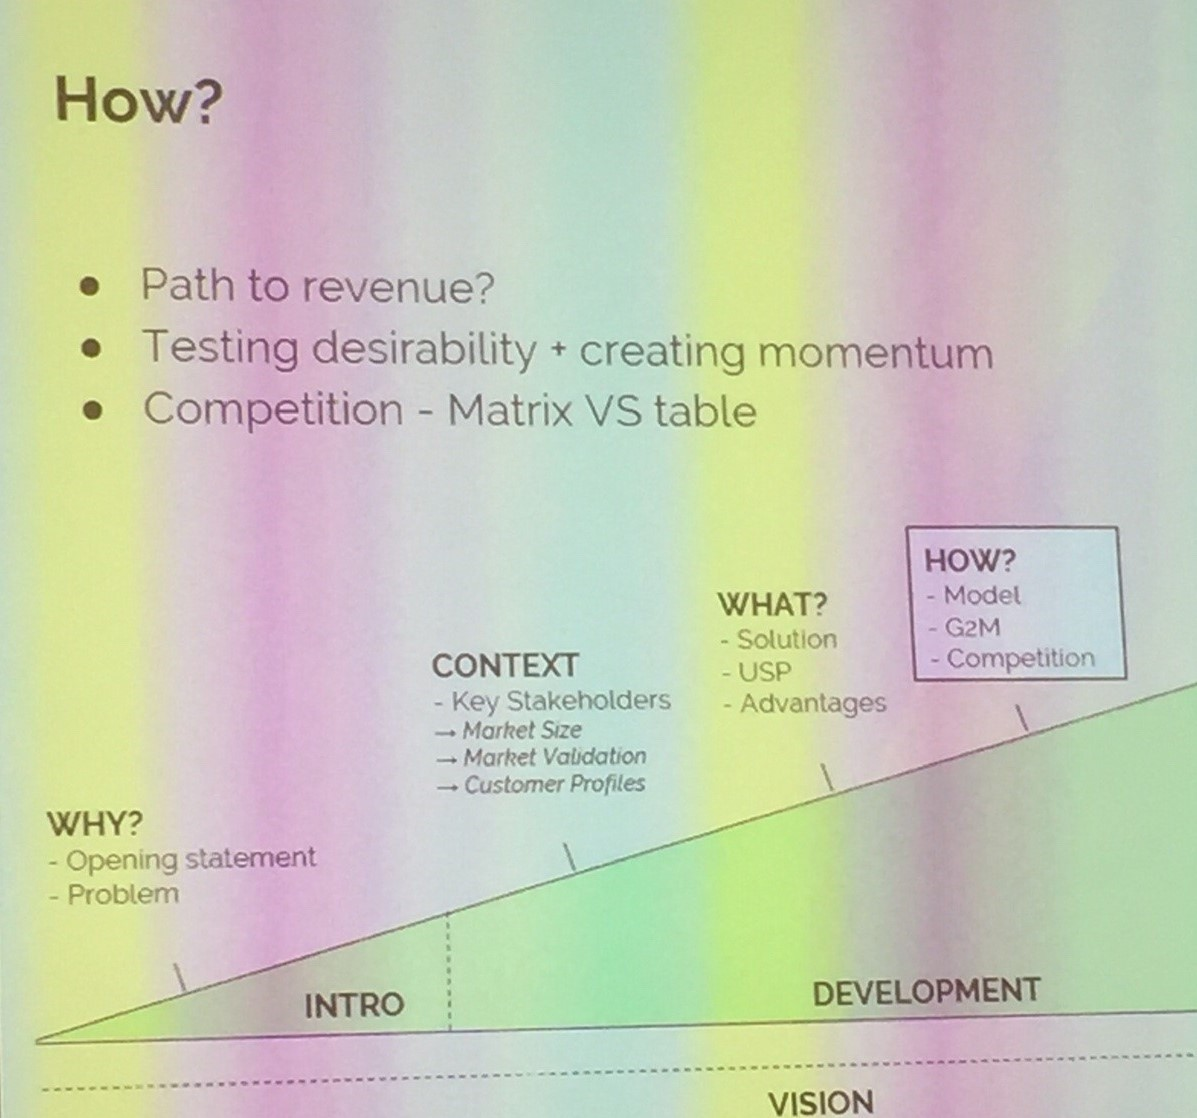 How?
● Path to revenue?
● Testing desirability + creating momentum
● Competition - Matrix VS table
WHY?
- Opening statement
- Problem
CONTEXT
- Key Stakeholders
→ Market Size
→ Market Validation
→ Customer Profiles
WHAT?
- Solution
- USP
- Advantages
HOW?
- Model
- G2M
- Competition
INTRO
DEVELOPMENT
VISION